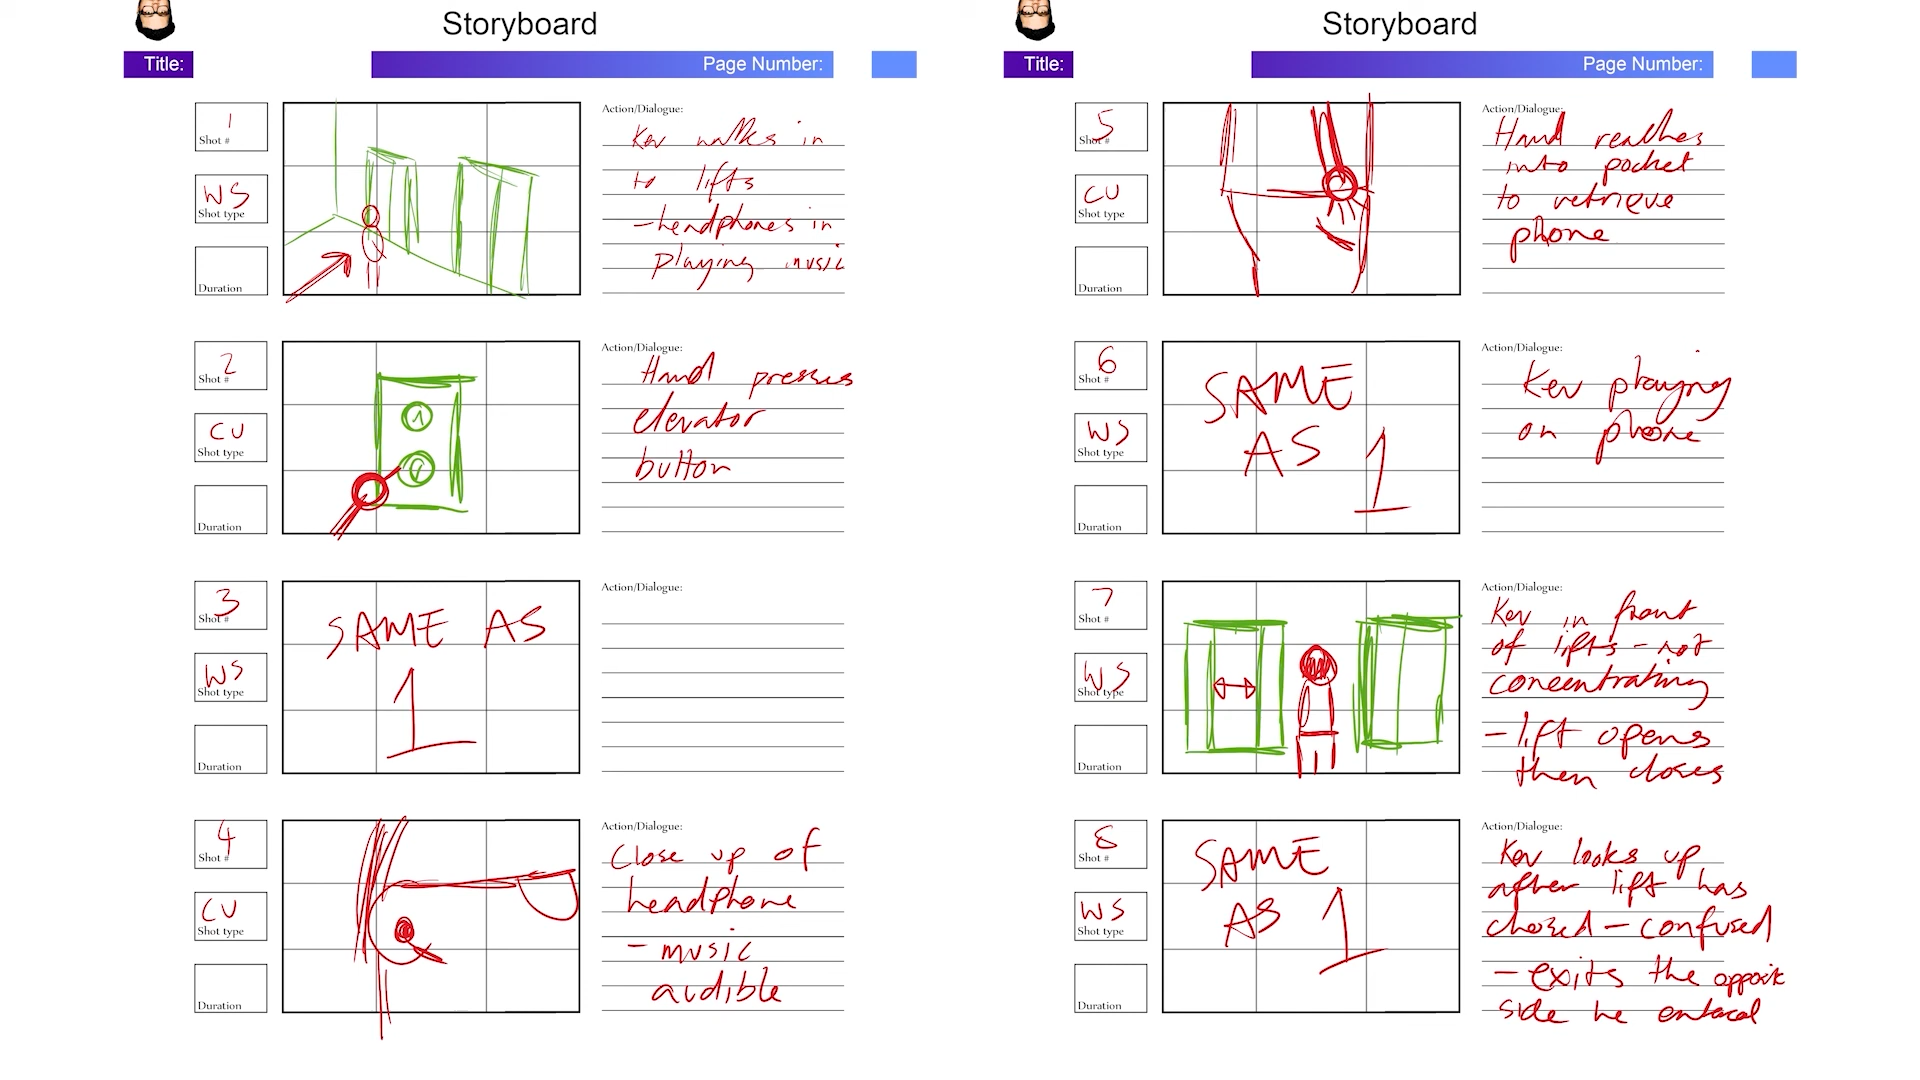 Storyboard
Title:
Page Number:
1
Shot #
WS
Shot type
Duration
Action/Dialogue:
Kev walks in
to lifts
- headphones in
playing music
2
Shot #
CU
Shot type
Duration
1
Action/Dialogue:
Hand presses
elevator
button
3
Shot #
WS
Shot type
Duration
SAME AS
1
Action/Dialogue:
4
Shot #
CU
Shot type
Duration
Action/Dialogue:
Close up of
headphone
- music
audible
Storyboard
Title:
Page Number:
5
Shot #
CU
Shot type
Duration
Action/Dialogue:
Hand reaches
into pocket
to retrieve
phone
6
Shot #
WS
Shot type
Duration
SAME
AS 1
Action/Dialogue:
Kev playing
on phone
7
Shot #
WS
Shot type
Duration
Action/Dialogue:
Kev in front
of lifts - not
concentrating
- lift opens
then closes
8
Shot #
WS
Shot type
Duration
SAME
AS 1
Action/Dialogue:
Kev looks up
after lift has
closed - confused
- exits the
side he entered